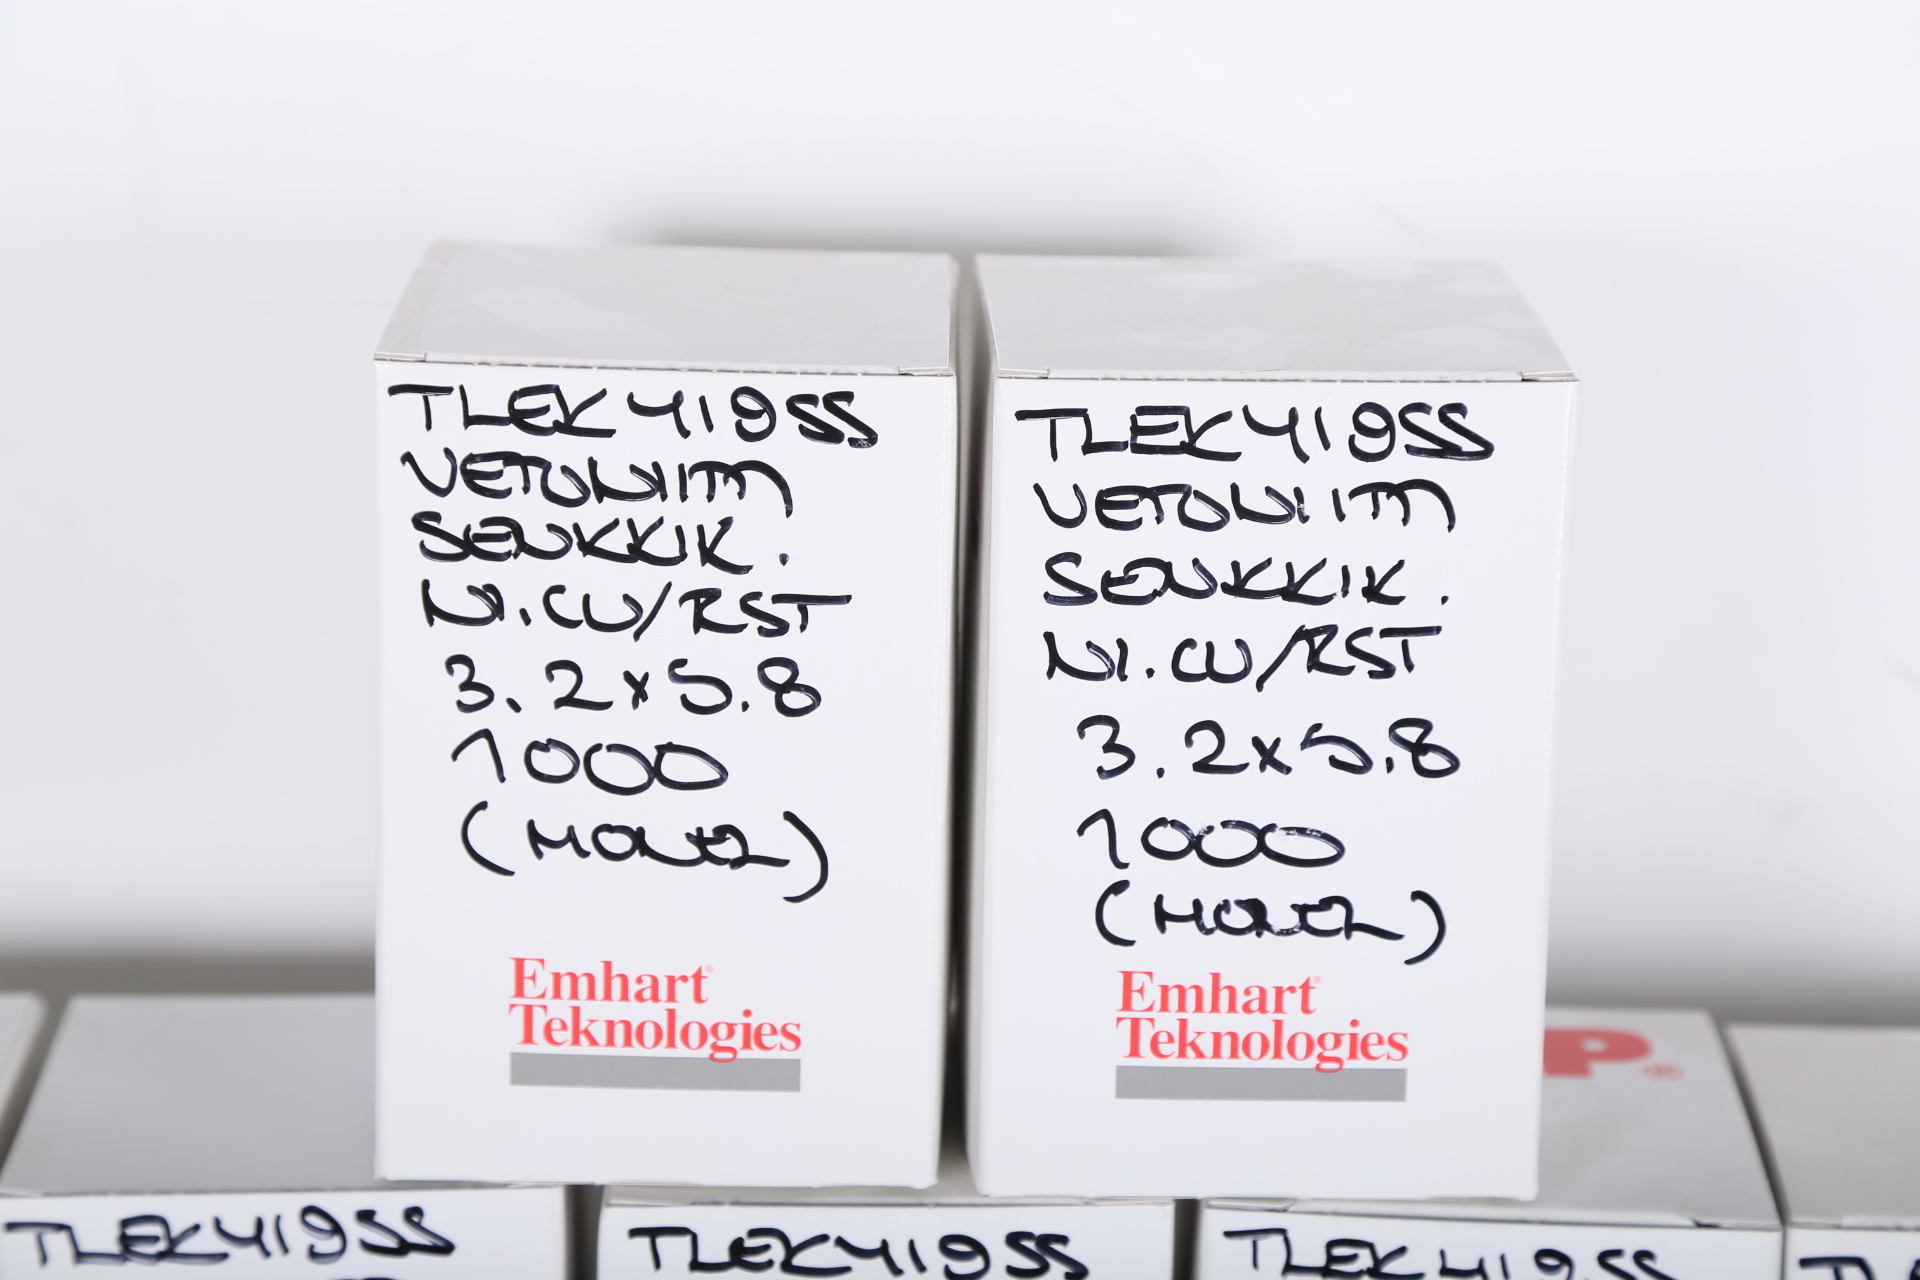 TLEK419SS
VETONIITTI
SENKKIK.
NI.CU/RST
3.2x5.8
1000
(MONEL)
Emhart®
Teknologies
TLEK419SS
VETONIITTI
SENKKIK.
NI.CU/RST
3.2x5.8
1000
(MONEL)
Emhart®
Teknologies
P®
TLEK419SS
TLEK419SS
TLEK419SS